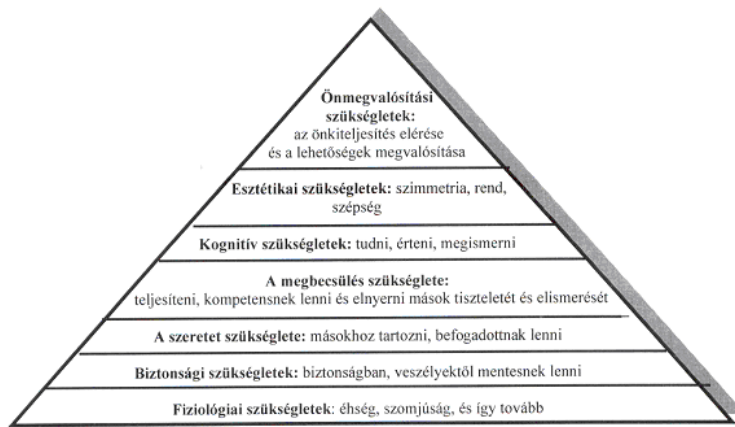 Önmegvalósítási
szükségletek:
az önkiteljesítés elérése
és a lehetőségek megvalósítása
Esztétikai szükségletek: szimmetria, rend,
szépség
Kognitív szükségletek: tudni, érteni, megismerni
A megbecsülés szükséglete:
teljesíteni, kompetensnek lenni és elnyerni mások tiszteletét és elismerését
A szeretet szükséglete: másokhoz tartozni, befogadottnak lenni
Biztonsági szükségletek: biztonságban, veszélyektől mentesnek lenni
Fiziológiai szükségletek: éhség, szomjúság, és így tovább